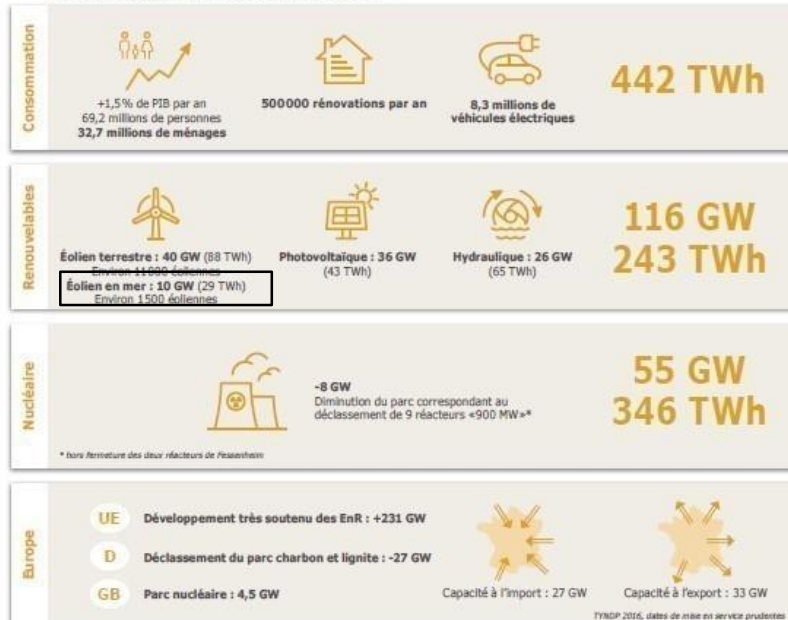 Consommation
+1,5% de PIB par an
69,2 millions de personnes
32,7 millions de ménages
500000 rénovations par an
8,3 millions de
véhicules électriques
442 TWh
Renouvelables
Éolien terrestre : 40 GW (88 TWh)
Environ 11000 éoliennes
Éolien en mer : 10 GW (29 TWh)
Environ 1500 éoliennes
Photovoltaïque : 36 GW
(43 TWh)
Hydraulique : 26 GW
(65 TWh)
116 GW
243 TWh
Nucléaire
-8 GW
Diminution du parc correspondant au
déclassement de 9 réacteurs «900 MW»*
55 GW
346 TWh
* hors fermeture des deux réacteurs de Fessenheim
Europe
UE Développement très soutenu des EnR : +231 GW
D Déclassement du parc charbon et lignite : -27 GW
GB Parc nucléaire : 4,5 GW
Capacité à l'import : 27 GW
Capacité à l'export : 33 GW
TYNDP 2016, dates de mise en service prudentes